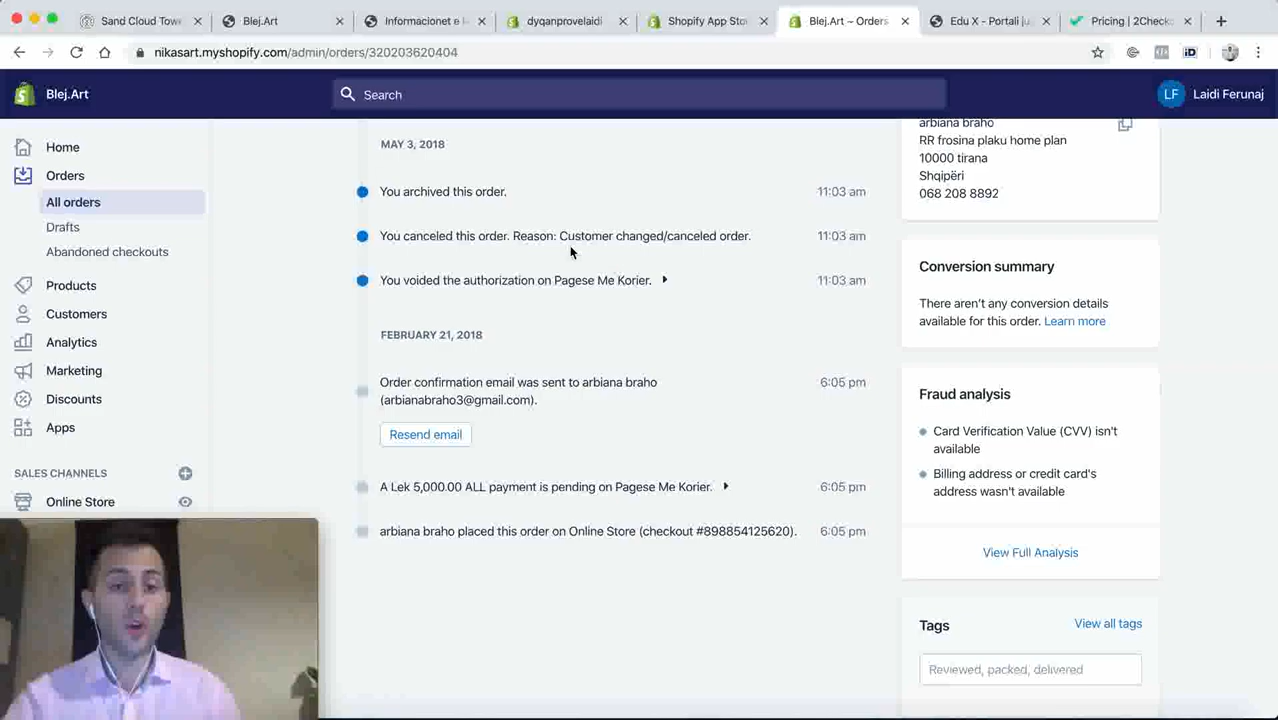 Sand Cloud Tow
Blej.Art
Informacionet e
dyqanprovelaidi
Shopify App Sto
Blej.Art ~ Orders
Edu X - Portali ju
Pricing | 2Check
nikasart.myshopify.com/admin/orders/320203620404
iD
Blej.Art
Search
LF
Laidi Ferunaj
Home
Orders
All orders
Drafts
Abandoned checkouts
Products
Customers
Analytics
Marketing
Discounts
Apps
SALES CHANNELS
Online Store
MAY 3, 2018
You archived this order.
11:03 am
You canceled this order. Reason: Customer changed/canceled order.
11:03 am
You voided the authorization on Pagese Me Korier.
11:03 am
FEBRUARY 21, 2018
Order confirmation email was sent to arbiana braho
6:05 pm
(arbianabraho3@gmail.com).
Resend email
A Lek 5,000.00 ALL payment is pending on Pagese Me Korier.
6:05 pm
arbiana braho placed this order on Online Store (checkout #898854125620).
6:05 pm
arbiana braho
RR frosina plaku home plan
10000 tirana
Shqipëri
068 208 8892
Conversion summary
There aren't any conversion details
available for this order. Learn more
Fraud analysis
Card Verification Value (CVV) isn't
available
Billing address or credit card's
address wasn't available
View Full Analysis
Tags
View all tags
Reviewed, packed, delivered